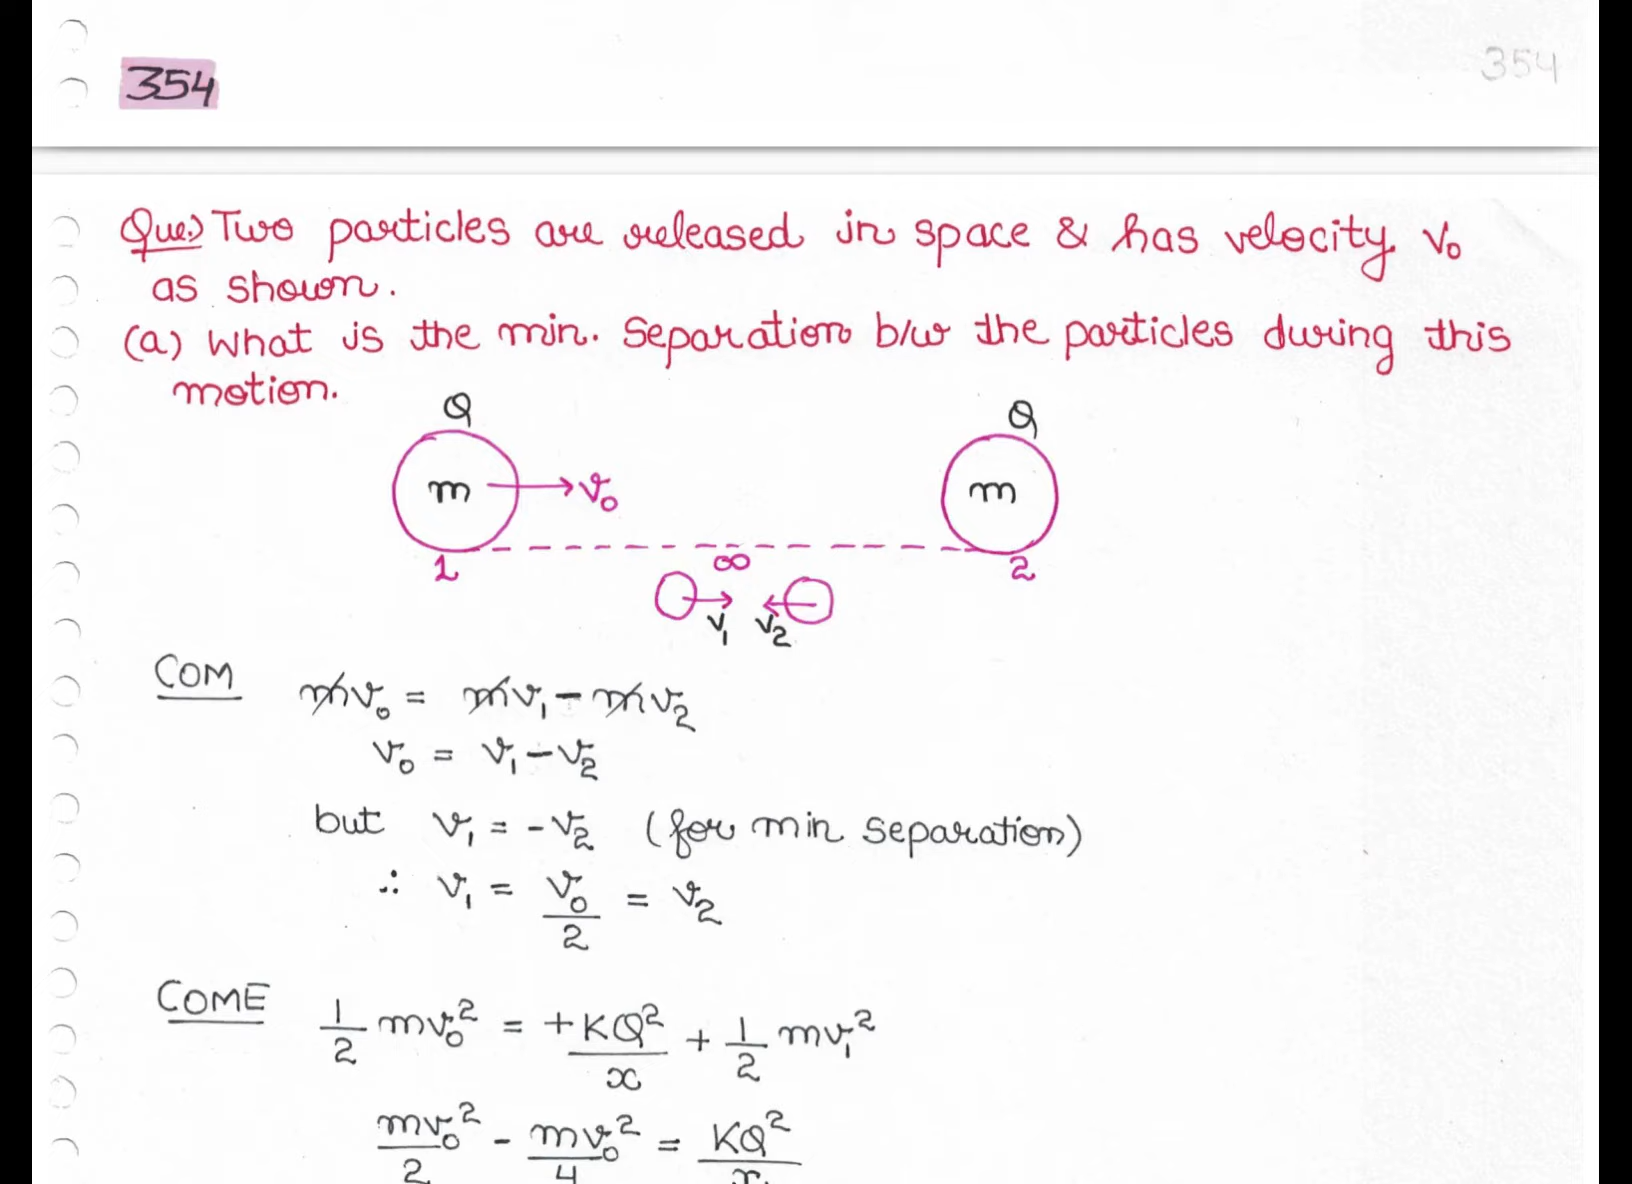 354
354
Que) Two particles are released in space & has velocity v₀
as shown.
(a) What is the min. separation b/w the particles during this
motion.
Q Q
m → v₀ m
1 ∞ 2
v₁ v₂
COM mv₀ = mv₁ - mv₂
v₀ = v₁ - v₂
but v₁ = - v₂ (for min separation)
∴ v₁ = v₀/2 = v₂
COME 1/2 mv₀² = +KQ²/x + 1/2 mv₁²
mv₀²/2 - mv₀²/4 = KQ²/x